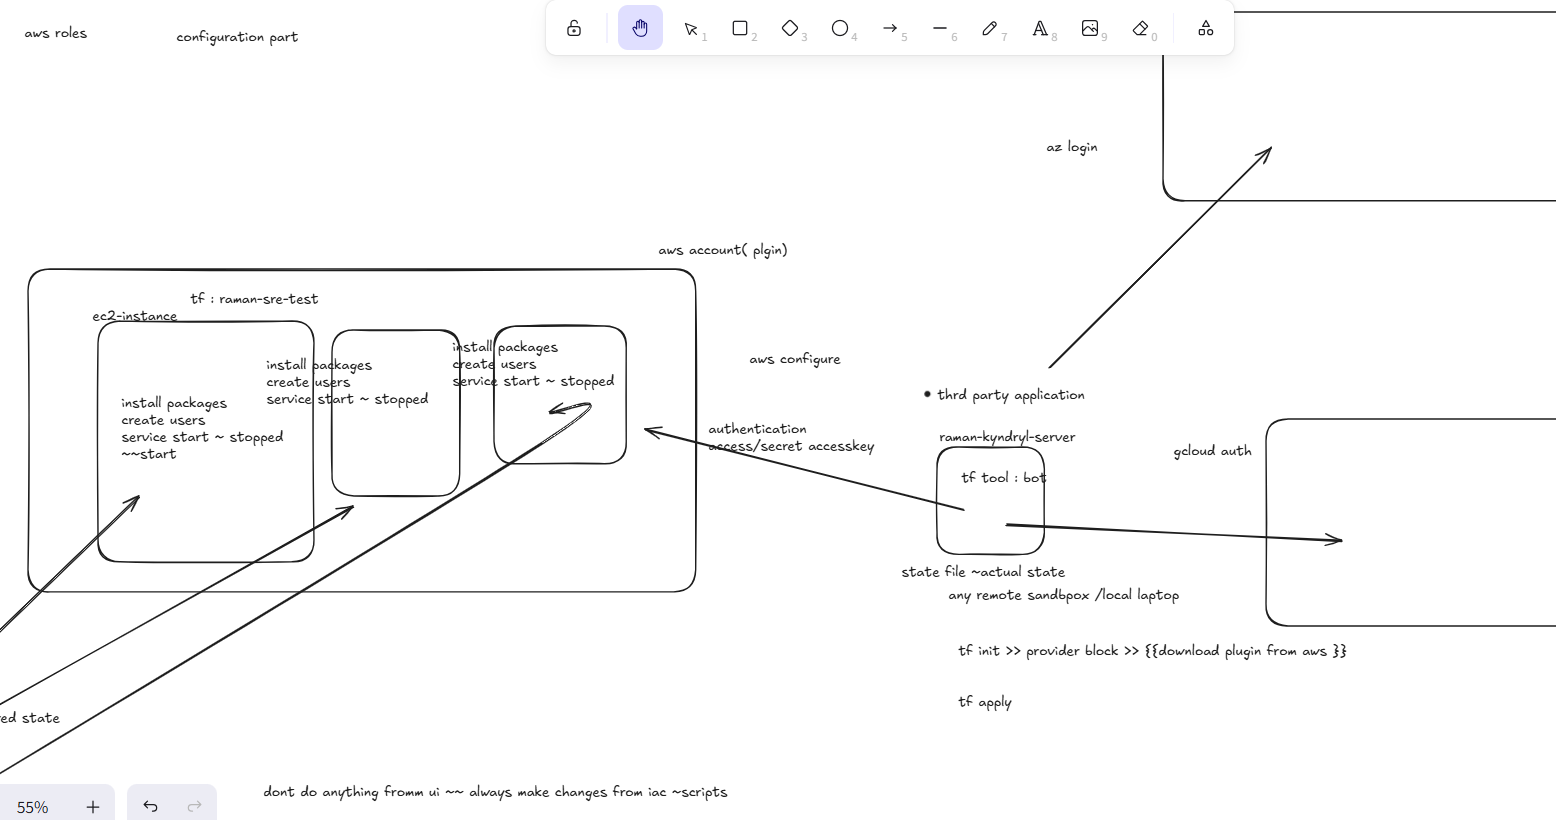 aws roles
configuration part
1
2
3
4
5
6
7
8
9
0
az login
aws account( plgin)
tf : raman-sre-test
ec2-instance
install packages
create users
service start ~ stopped
install packages
create users
service start ~ stopped
install packages
create users
service start ~ stopped
~~start
aws configure
thrd party application
authentication
access/secret accesskey
raman-kyndryl-server
gcloud auth
tf tool : bot
state file ~actual state
any remote sandbpox /local laptop
tf init >> provider block >> {{download plugin from aws }}
tf apply
ed state
dont do anything fromm ui ~~ always make changes from iac ~scripts
55%